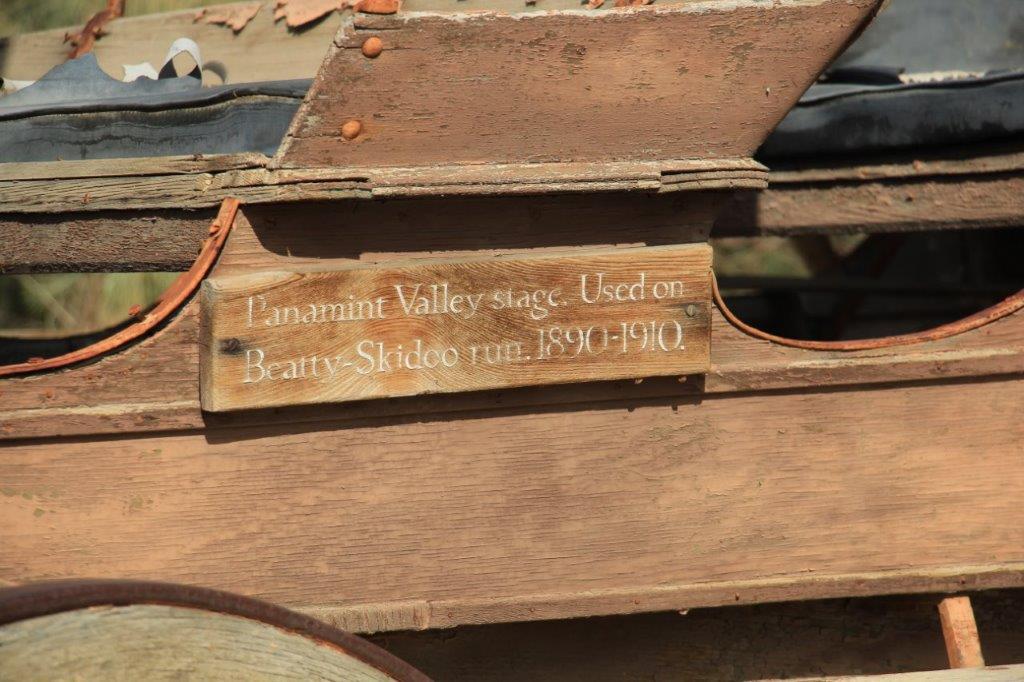 Panamint Valley stage. Used on
Beatty-Skidoo run. 1890-1910.